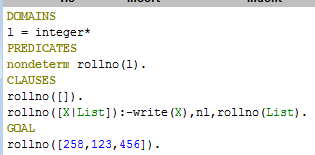 DOMAINS
l = integer*
PREDICATES
nondeterm rollno(l).
CLAUSES
rollno([]).
rollno([X|List]):-write(X),nl,rollno(List).
GOAL
rollno([258,123,456]).